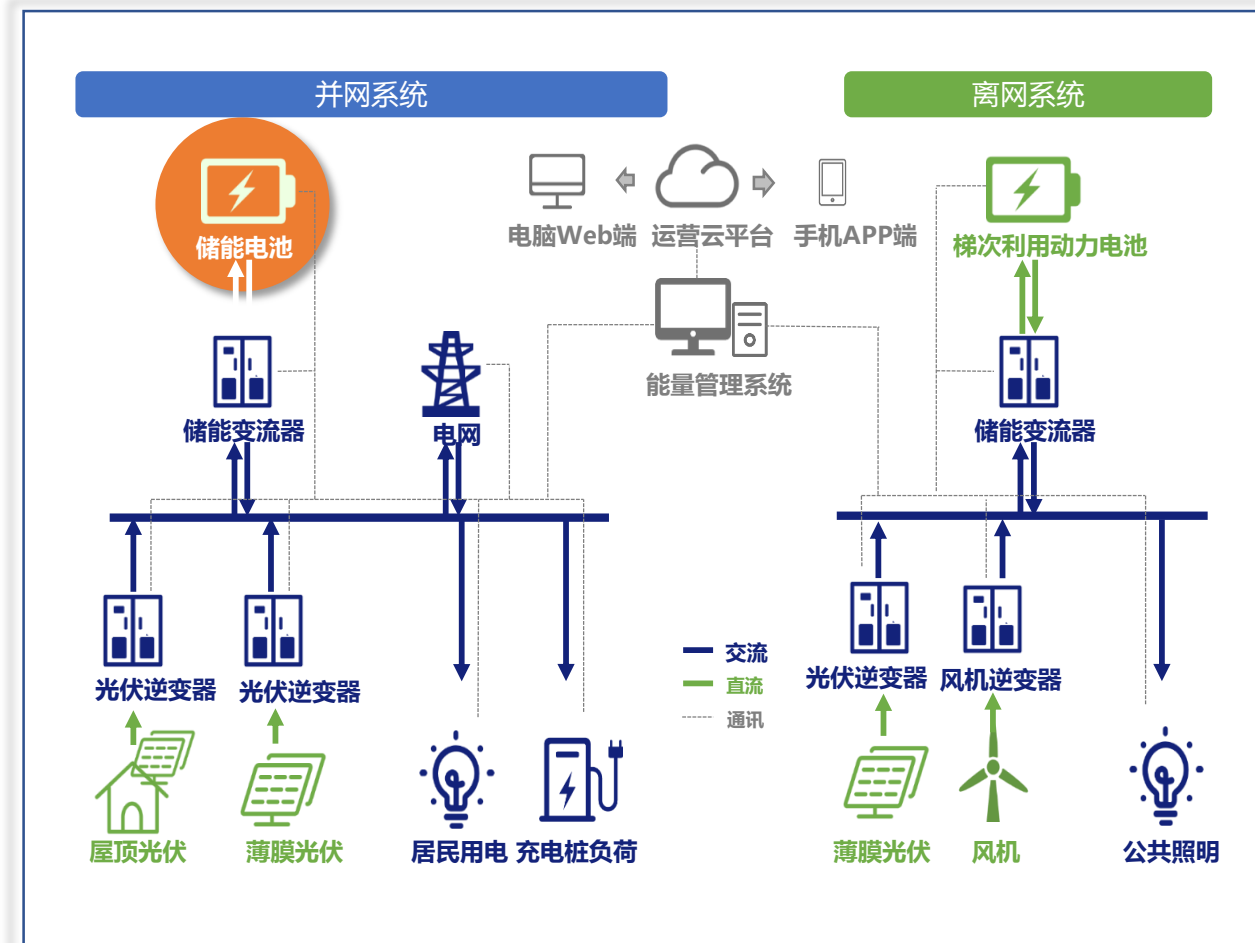 并网系统
离网系统
储能电池
电脑Web端
运营云平台
手机APP端
梯次利用动力电池
能量管理系统
储能变流器
电网
储能变流器
光伏逆变器
光伏逆变器
交流
直流
通讯
光伏逆变器
风机逆变器
屋顶光伏
薄膜光伏
居民用电
充电桩负荷
薄膜光伏
风机
公共照明